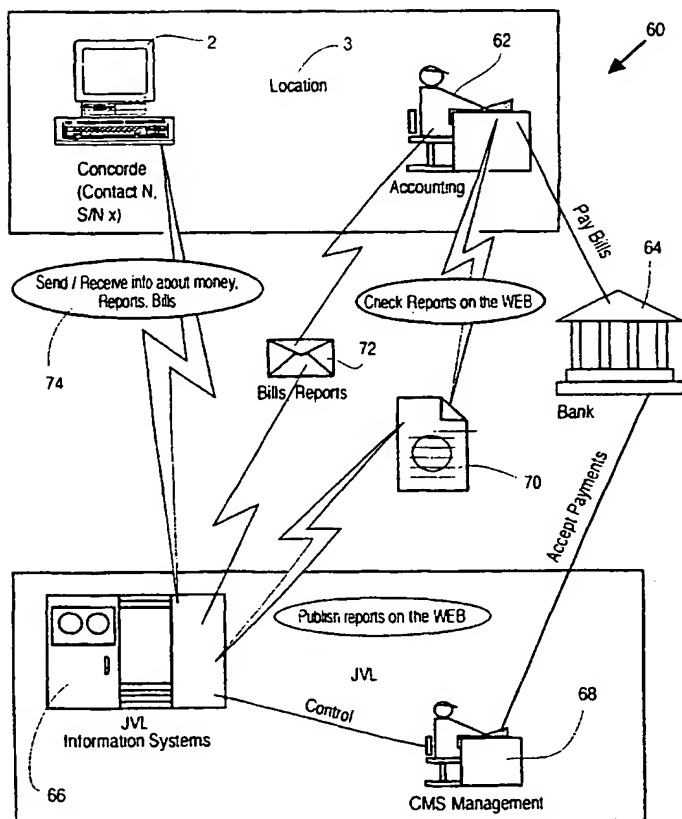 2
3
Location
62
60
Concorde
(Contact N,
S/N x)
Accounting
Pay Bills
64
Send / Receive info about money,
Reports, Bills
Check Reports on the WEB
74
72
Bills/Reports
Bank
70
Accept Payments
Publish reports on the WEB
JVL
Control
66
JVL
Information Systems
68
CMS Management